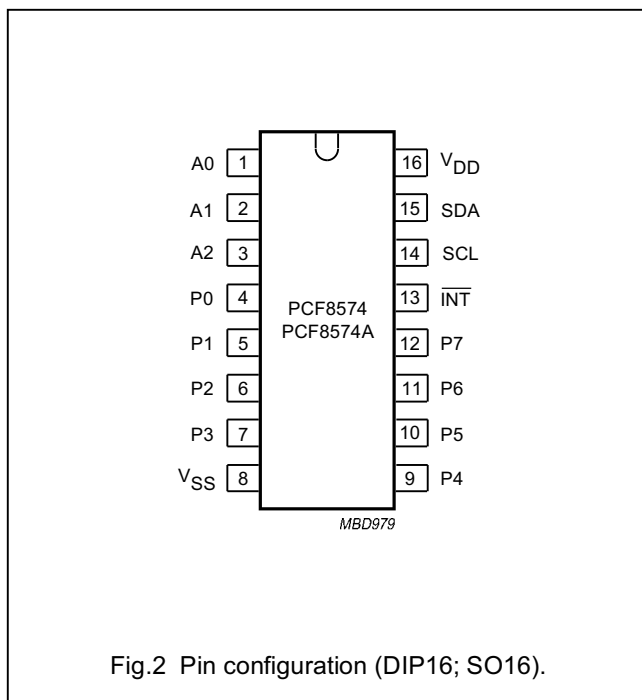 A0 1 16 VDD
A1 2 15 SDA
A2 3 14 SCL
P0 4 13 INT
PCF8574
PCF8574A
P1 5 12 P7
P2 6 11 P6
P3 7 10 P5
VSS 8 9 P4
MBD979
Fig.2 Pin configuration (DIP16; SO16).